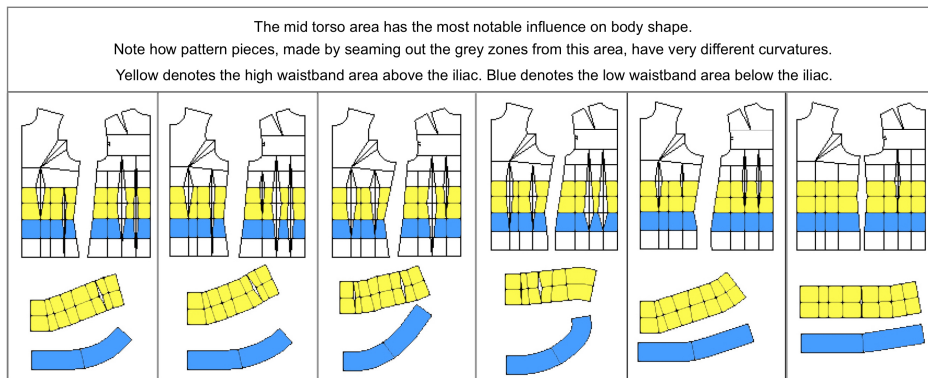 The mid torso area has the most notable influence on body shape.
Note how pattern pieces, made by seaming out the grey zones from this area, have very different curvatures.
Yellow denotes the high waistband area above the iliac. Blue denotes the low waistband area below the iliac.